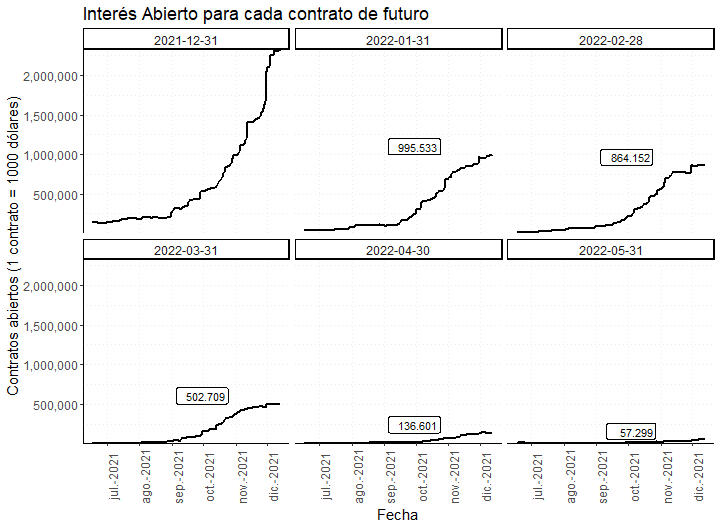 Interés Abierto para cada contrato de futuro
2021-12-31
2022-01-31
2022-02-28
2,000,000
1,500,000
1,000,000
500,000
995.533
864.152
Contratos abiertos (1 contrato = 1000 dólares)
2022-03-31
2022-04-30
2022-05-31
2,000,000
1,500,000
1,000,000
500,000
502.709
136.601
57.299
jul.-2021
ago.-2021
sep.-2021
oct.-2021
nov.-2021
dic.-2021
jul.-2021
ago.-2021
sep.-2021
oct.-2021
nov.-2021
dic.-2021
jul.-2021
ago.-2021
sep.-2021
oct.-2021
nov.-2021
dic.-2021
Fecha